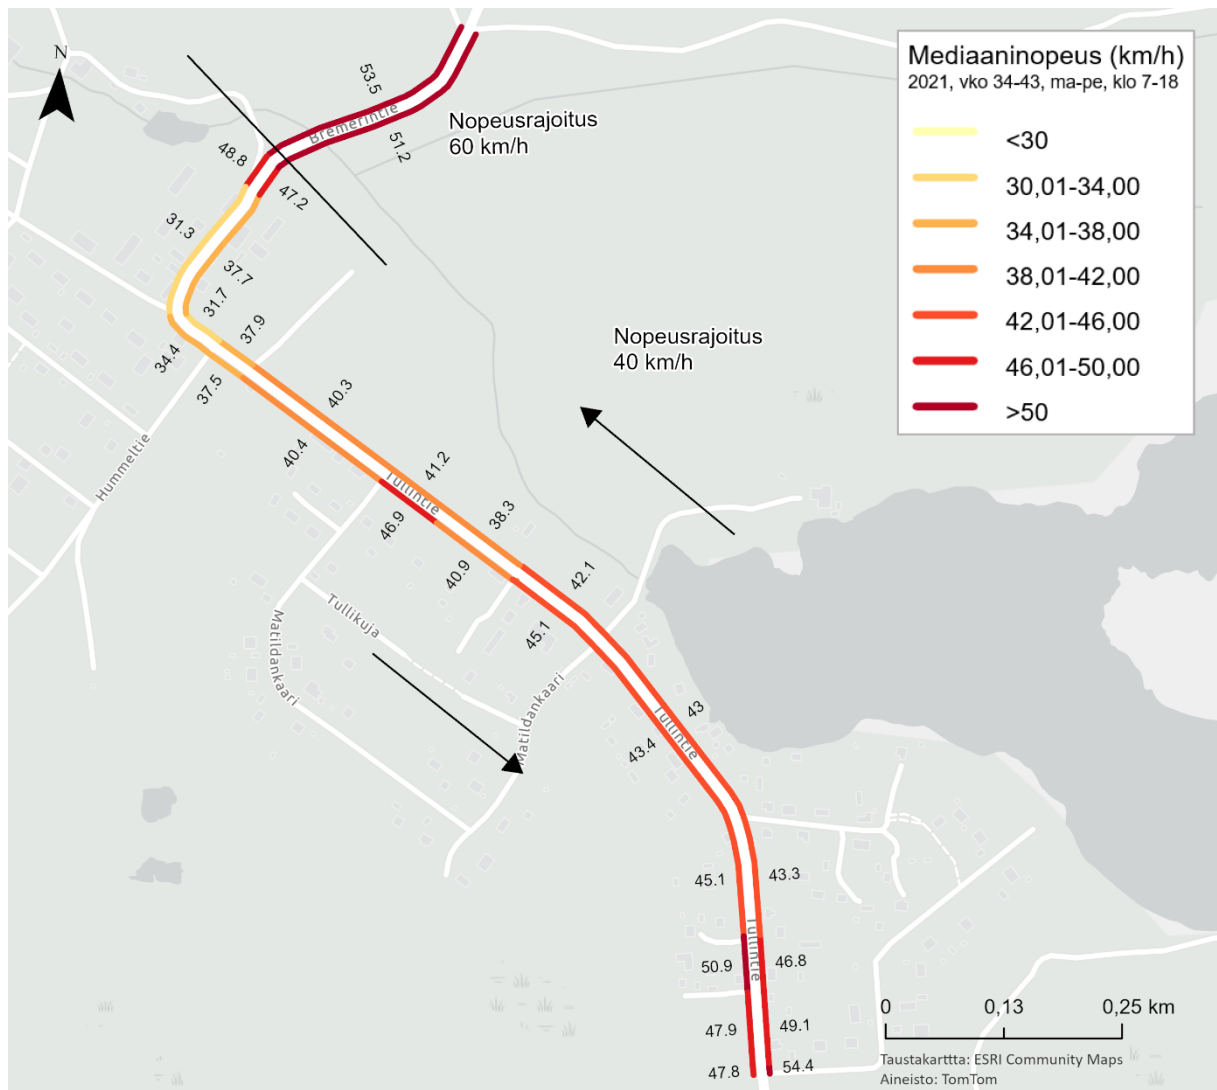 N
Mediaaninopeus (km/h)
2021, vko 34-43, ma-pe, klo 7-18
<30
30,01-34,00
34,01-38,00
38,01-42,00
42,01-46,00
46,01-50,00
>50
53.5
Bremerintie
51.2
Nopeusrajoitus
60 km/h
48.8
47.2
31.3
37.7
31.7
37.9
34.4
37.5
Nopeusrajoitus
40 km/h
40.3
40.4
Hummeltie
41.2
Tullintie
46.9
38.3
40.9
42.1
45.1
Tullikuja
Matildankaari
Matildankaari
43
Tullintie
43.4
45.1
43.3
Tullintie
50.9
46.8
47.9
49.1
47.8
54.4
0
0,13
0,25 km
Taustakarttta: ESRI Community Maps
Aineisto: TomTom